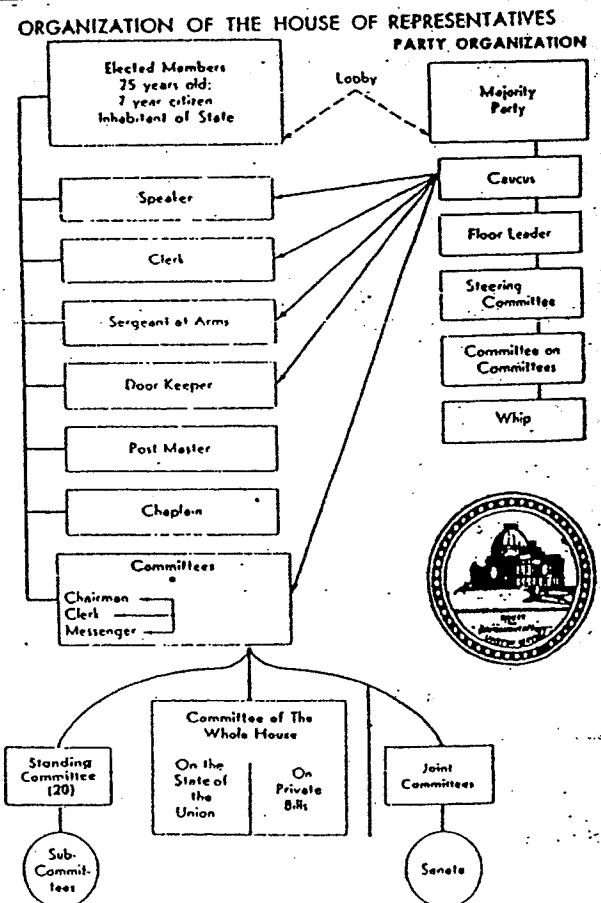 ORGANIZATION OF THE HOUSE OF REPRESENTATIVES
PARTY ORGANIZATION
Elected Members
25 years old;
7 year citizen
Inhabitant of State
Lobby
Majority
Party
Speaker
Caucus
Clerk
Floor Leader
Sergeant at Arms
Steering
Committee
Door Keeper
Committee on
Committees
Post Master
Whip
Chaplain
Committees
Chairman
Clerk
Messenger
Committee of The
Whole House
On the
State of
the
Union
On
Private
Bills
Standing
Committee
(20)
Joint
Committees
Sub-
Commit-
tees
Senate